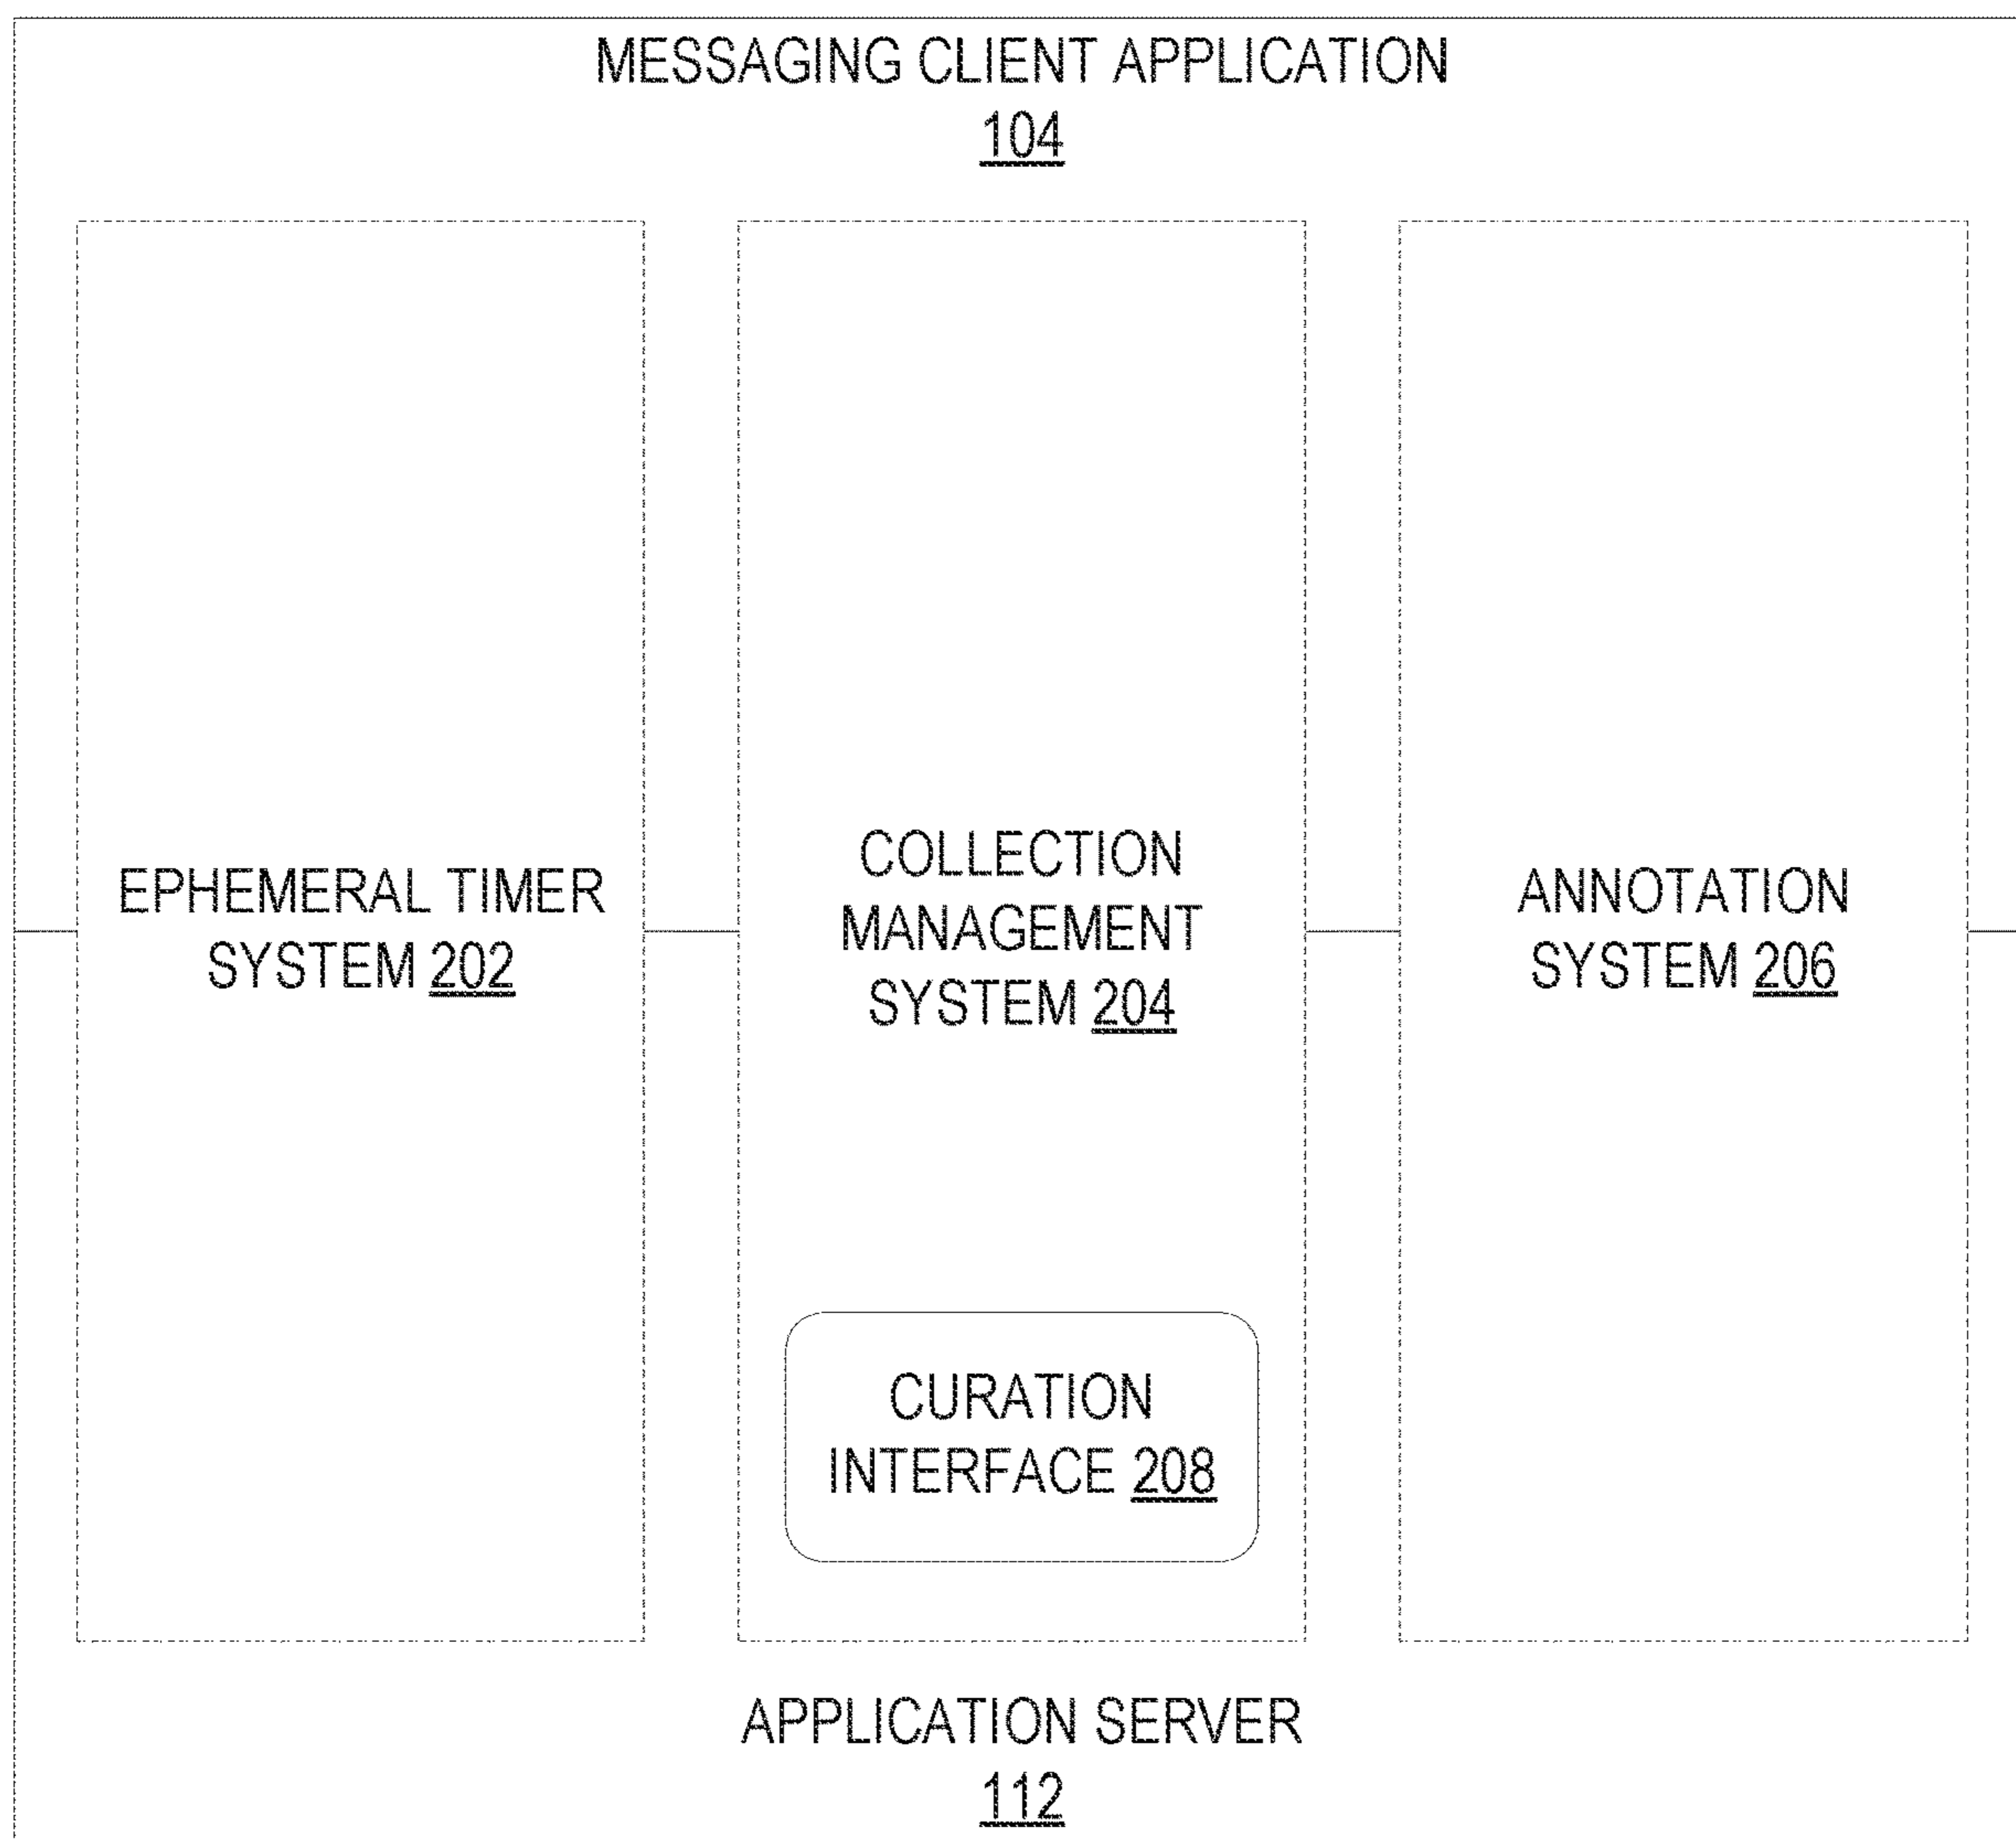 MESSAGING CLIENT APPLICATION
104
EPHEMERAL TIMER
SYSTEM 202
COLLECTION
MANAGEMENT
SYSTEM 204
ANNOTATION
SYSTEM 206
CURATION
INTERFACE 208
APPLICATION SERVER
112